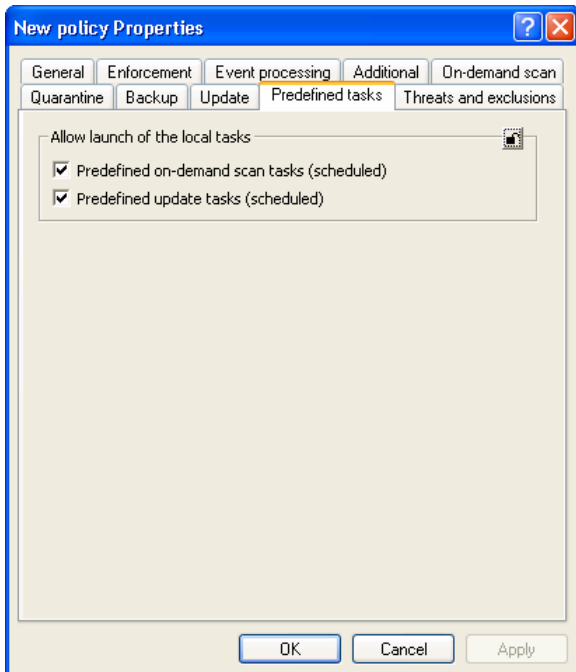 New policy Properties
General Enforcement Event processing Additional On-demand scan
Quarantine Backup Update Predefined tasks Threats and exclusions
Allow launch of the local tasks
Predefined on-demand scan tasks (scheduled)
Predefined update tasks (scheduled)
OK Cancel Apply